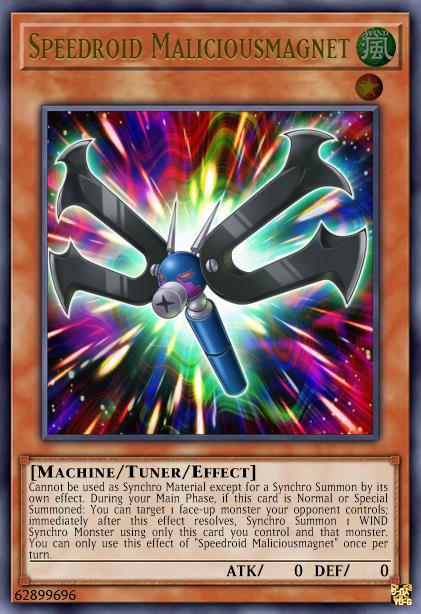 Speedroid Maliciousmagnet
WIND
風
[Machine/Tuner/Effect]
Cannot be used as Synchro Material except for a Synchro Summon by its
own effect. During your Main Phase, if this card is Normal or Special
Summoned: You can target 1 face-up monster your opponent controls;
immediately after this effect resolves, Synchro Summon 1 WIND
Synchro Monster using only this card you control and that monster.
You can only use this effect of "Speedroid Maliciousmagnet" once per
turn.
ATK/ 0 DEF/ 0
62899696